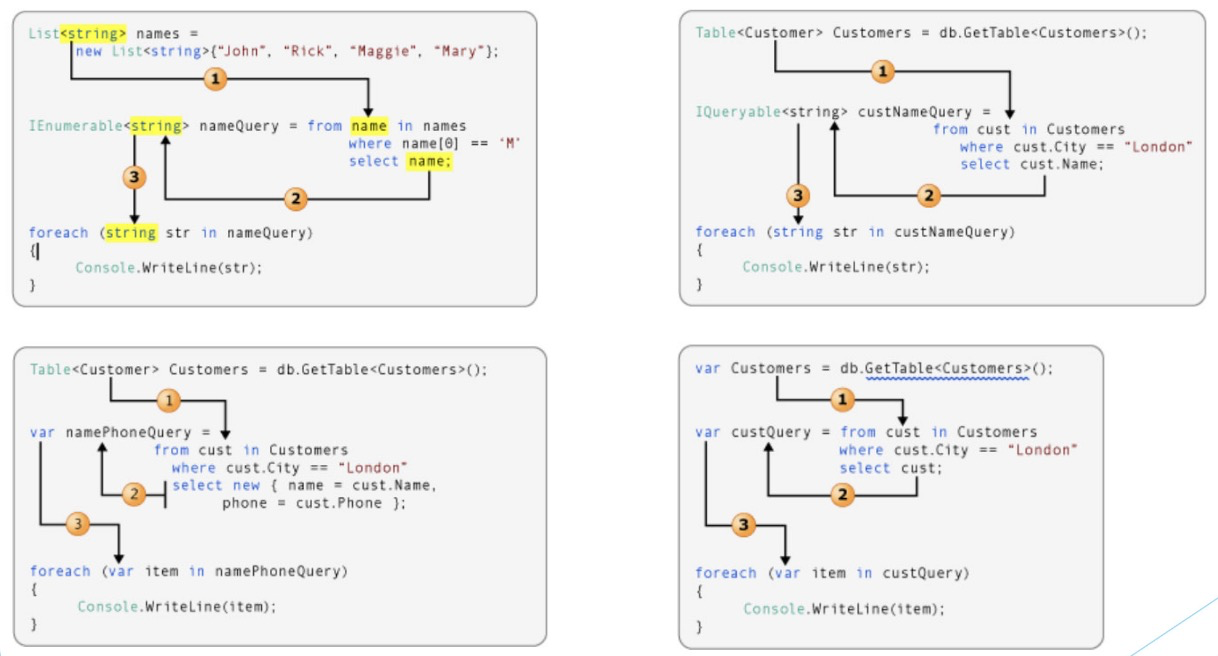 List<string> names =
new List<string>{“John”, “Rick”, “Maggie”, “Mary”};
1
IEnumerable<string> nameQuery = from name in names
where name[0] == ‘M’
select name;
3
2
foreach (string str in nameQuery)
{
Console.WriteLine(str);
}
Table<Customer> Customers = db.GetTable<Customers>();
1
IQueryable<string> custNameQuery =
from cust in Customers
where cust.City == “London”
select cust.Name;
3
2
foreach (string str in custNameQuery)
{
Console.WriteLine(str);
}
Table<Customer> Customers = db.GetTable<Customers>();
1
var namePhoneQuery =
from cust in Customers
where cust.City == “London”
2
select new { name = cust.Name,
phone = cust.Phone };
3
foreach (var item in namePhoneQuery)
{
Console.WriteLine(item);
}
var Customers = db.GetTable<Customers>();
1
var custQuery = from cust in Customers
where cust.City == “London”
select cust;
2
3
foreach (var item in custQuery)
{
Console.WriteLine(item);
}